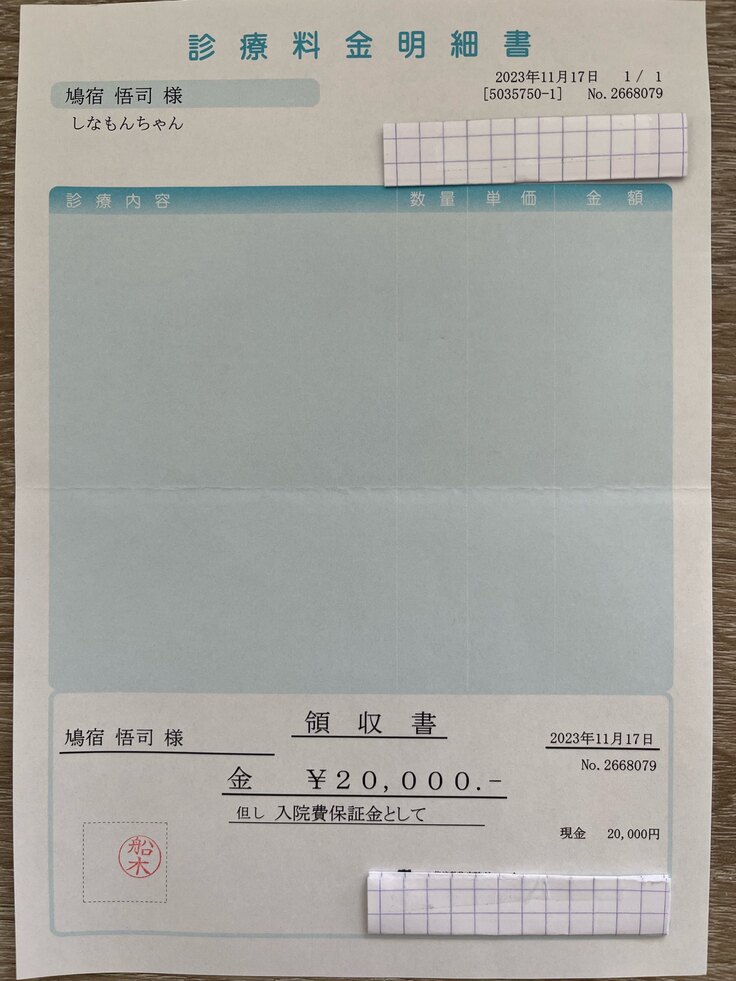 診療料金明細書
2023年11月17日 1/ 1
鳩宿 悟司 様
[5035750-1] No.2668079
しなもんちゃん
診療内容 数量 単価 金額
領収書
鳩宿 悟司 様
2023年11月17日
No.2668079
金 ¥20,000.-
但し 入院費保証金として
現金 20,000円
船木